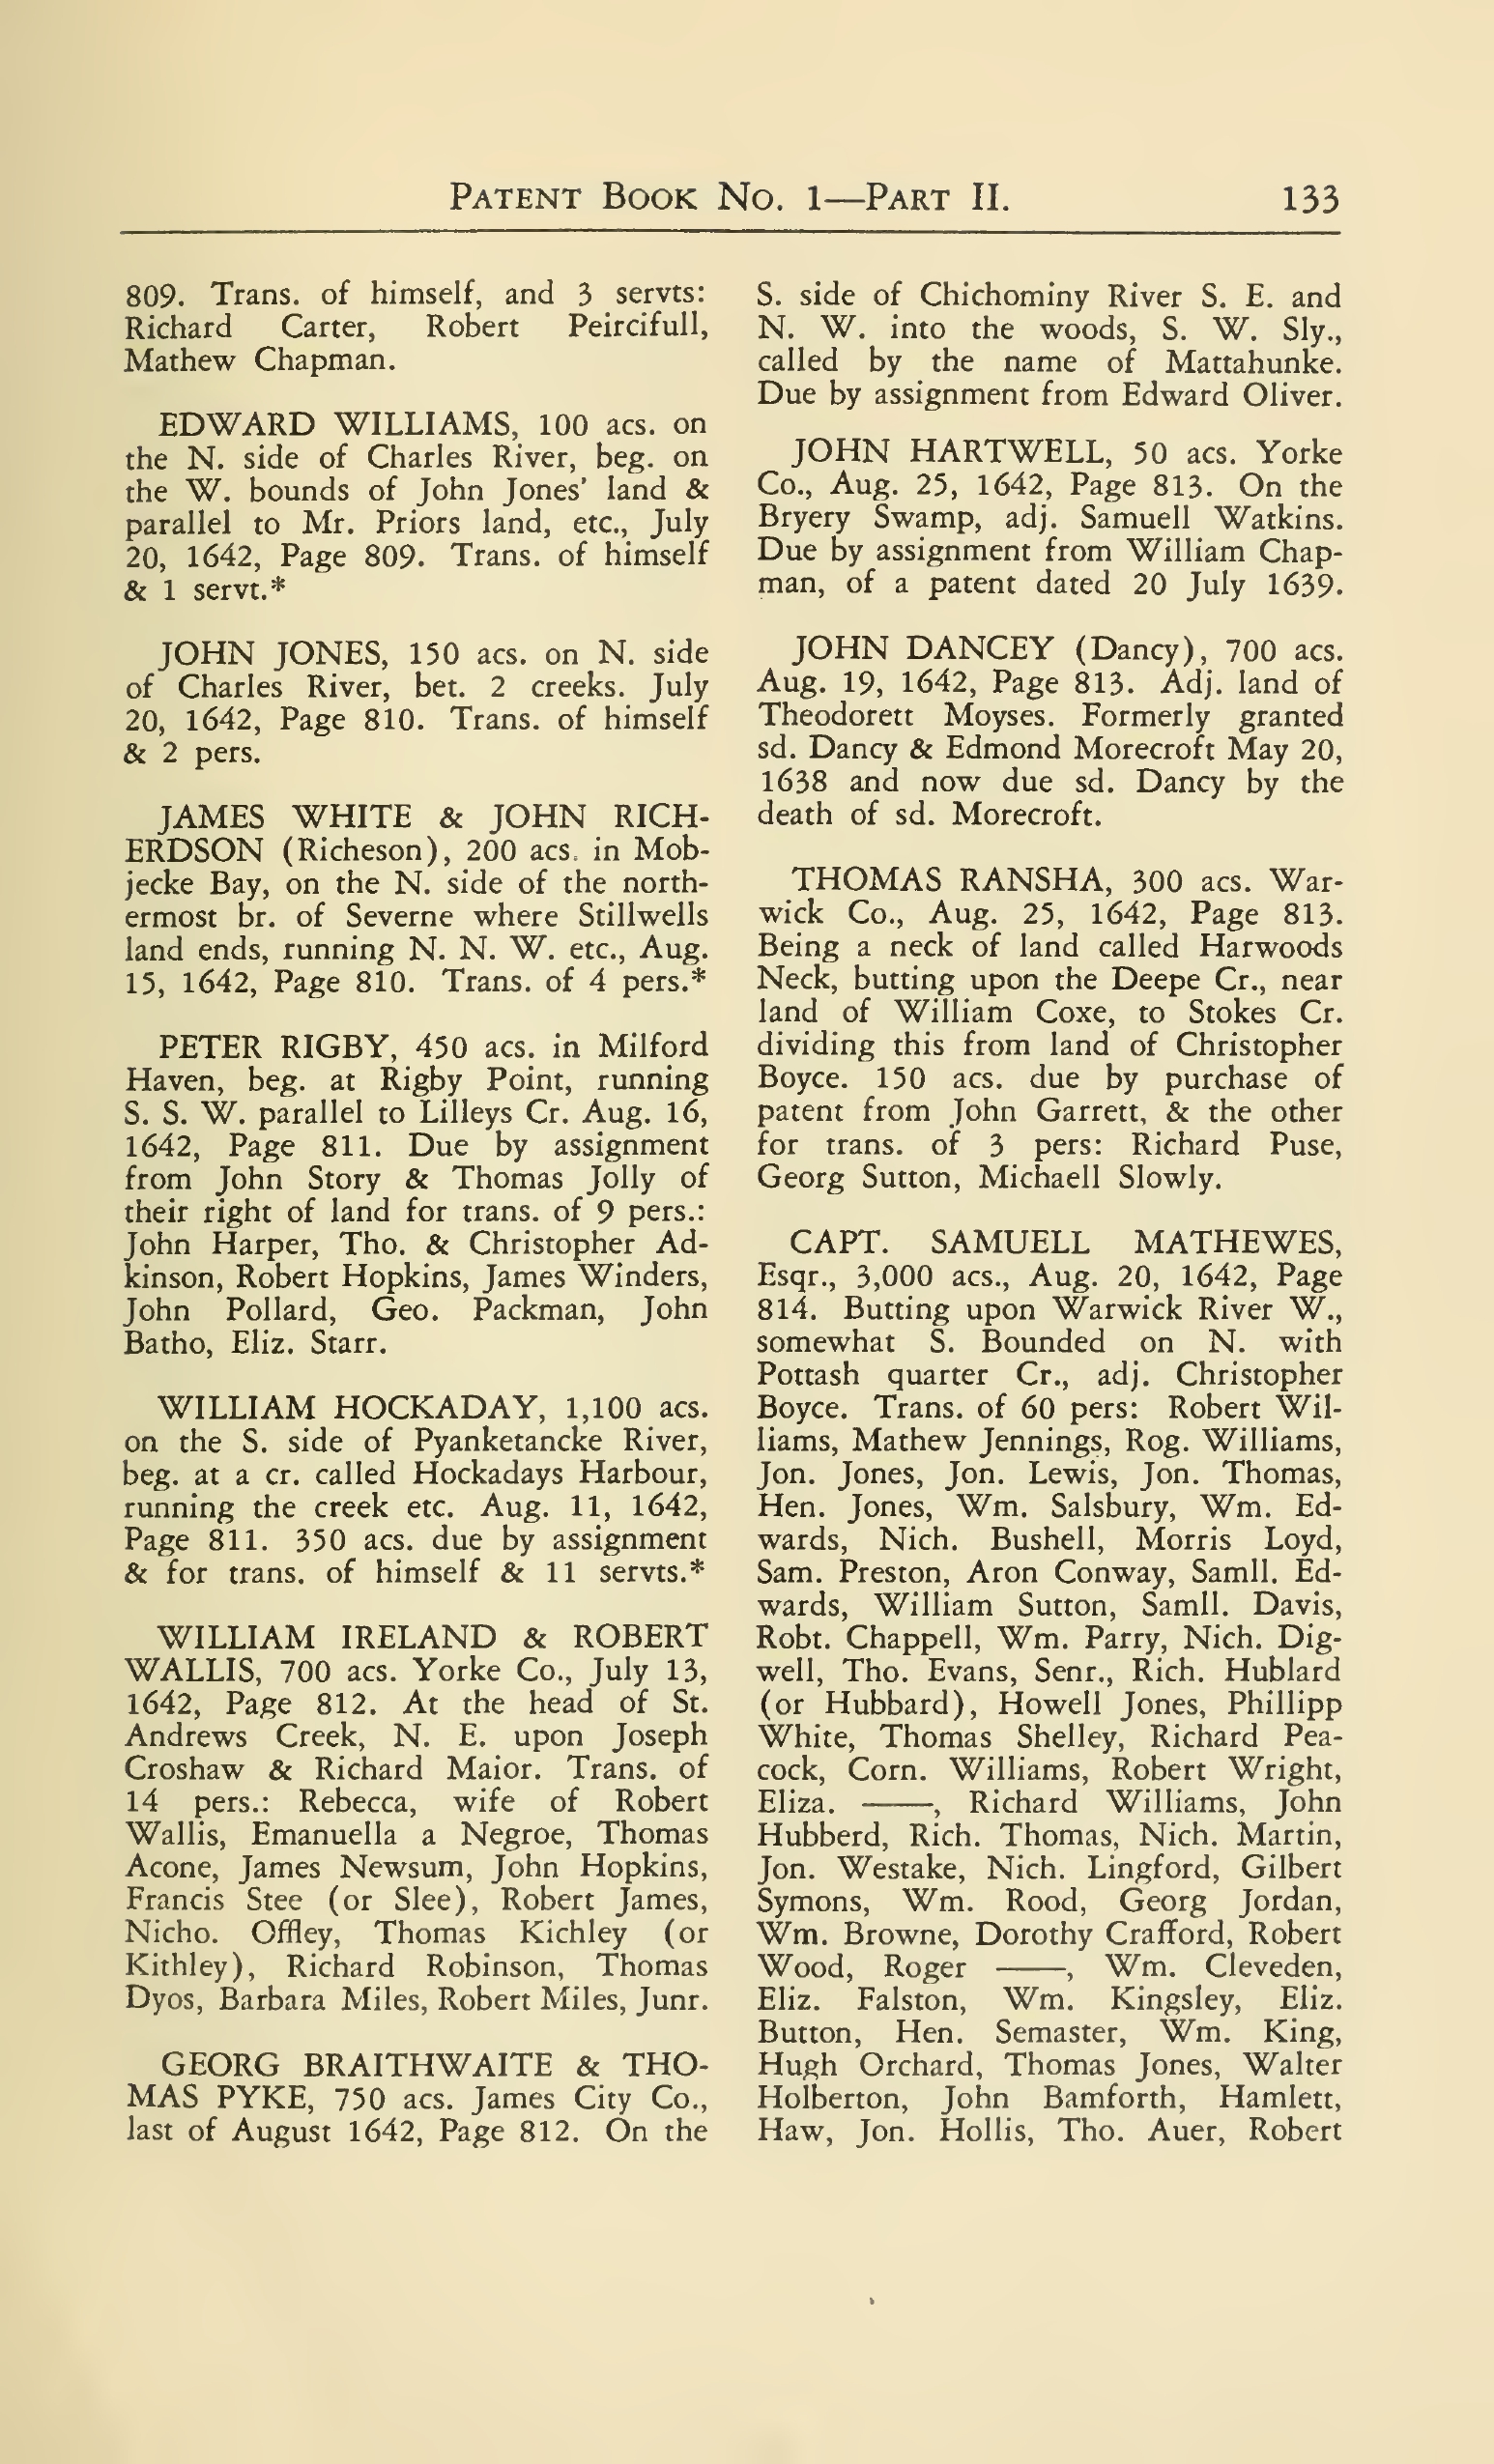 PATENT BOOK NO. 1—PART II. 133
809. Trans. of himself, and 3 servts:
Richard Carter, Robert Peircifull,
Mathew Chapman.
EDWARD WILLIAMS, 100 acs. on
the N. side of Charles River, beg. on
the W. bounds of John Jones' land &
parallel to Mr. Priors land, etc., July
20, 1642, Page 809. Trans. of himself
& 1 servt.*
JOHN JONES, 150 acs. on N. side
of Charles River, bet. 2 creeks. July
20, 1642, Page 810. Trans. of himself
& 2 pers.
JAMES WHITE & JOHN RICH-
ERDSON (Richeson), 200 acs. in Mob-
jecke Bay, on the N. side of the north-
ermost br. of Severne where Stillwells
land ends, running N. N. W. etc., Aug.
15, 1642, Page 810. Trans. of 4 pers.*
PETER RIGBY, 450 acs. in Milford
Haven, beg. at Rigby Point, running
S. S. W. parallel to Lilleys Cr. Aug. 16,
1642, Page 811. Due by assignment
from John Story & Thomas Jolly of
their right of land for trans. of 9 pers.:
John Harper, Tho. & Christopher Ad-
kinson, Robert Hopkins, James Winders,
John Pollard, Geo. Packman, John
Batho, Eliz. Starr.
WILLIAM HOCKADAY, 1,100 acs.
on the S. side of Pyanketancke River,
beg. at a cr. called Hockadays Harbour,
running the creek etc. Aug. 11, 1642,
Page 811. 350 acs. due by assignment
& for trans. of himself & 11 servts.*
WILLIAM IRELAND & ROBERT
WALLIS, 700 acs. Yorke Co., July 13,
1642, Page 812. At the head of St.
Andrews Creek, N. E. upon Joseph
Croshaw & Richard Maior. Trans. of
14 pers.: Rebecca, wife of Robert
Wallis, Emanuella a Negroe, Thomas
Acone, James Newsum, John Hopkins,
Francis Stee (or Slee), Robert James,
Nicho. Offley, Thomas Kichley (or
Kithley), Richard Robinson, Thomas
Dyos, Barbara Miles, Robert Miles, Junr.
GEORG BRAITHWAITE & THO-
MAS PYKE, 750 acs. James City Co.,
last of August 1642, Page 812. On the
S. side of Chichominy River S. E. and
N. W. into the woods, S. W. Sly.,
called by the name of Mattahunke.
Due by assignment from Edward Oliver.
JOHN HARTWELL, 50 acs. Yorke
Co., Aug. 25, 1642, Page 813. On the
Bryery Swamp, adj. Samuell Watkins.
Due by assignment from William Chap-
man, of a patent dated 20 July 1639.
JOHN DANCEY (Dancy), 700 acs.
Aug. 19, 1642, Page 813. Adj. land of
Theodorett Moyses. Formerly granted
sd. Dancy & Edmond Morecroft May 20,
1638 and now due sd. Dancy by the
death of sd. Morecroft.
THOMAS RANSHA, 300 acs. War-
wick Co., Aug. 25, 1642, Page 813.
Being a neck of land called Harwoods
Neck, butting upon the Deepe Cr., near
land of William Coxe, to Stokes Cr.
dividing this from land of Christopher
Boyce. 150 acs. due by purchase of
patent from John Garrett, & the other
for trans. of 3 pers: Richard Puse,
Georg Sutton, Michaell Slowly.
CAPT. SAMUELL MATHEWES,
Esqr., 3,000 acs., Aug. 20, 1642, Page
814. Butting upon Warwick River W.,
somewhat S. Bounded on N. with
Pottash quarter Cr., adj. Christopher
Boyce. Trans. of 60 pers: Robert Wil-
liams, Mathew Jennings, Rog. Williams,
Jon. Jones, Jon. Lewis, Jon. Thomas,
Hen. Jones, Wm. Salsbury, Wm. Ed-
wards, Nich. Bushell, Morris Loyd,
Sam. Preston, Aron Conway, Samll. Ed-
wards, William Sutton, Samll. Davis,
Robt. Chappell, Wm. Parry, Nich. Dig-
well, Tho. Evans, Senr., Rich. Hublard
(or Hubbard), Howell Jones, Phillipp
White, Thomas Shelley, Richard Pea-
cock, Corn. Williams, Robert Wright,
Eliza. ——, Richard Williams, John
Hubberd, Rich. Thomas, Nich. Martin,
Jon. Westake, Nich. Lingford, Gilbert
Symons, Wm. Rood, Georg Jordan,
Wm. Browne, Dorothy Crafford, Robert
Wood, Roger ——, Wm. Cleveden,
Eliz. Falston, Wm. Kingsley, Eliz.
Button, Hen. Semaster, Wm. King,
Hugh Orchard, Thomas Jones, Walter
Holberton, John Bamforth, Hamlett,
Haw, Jon. Hollis, Tho. Auer, Robert